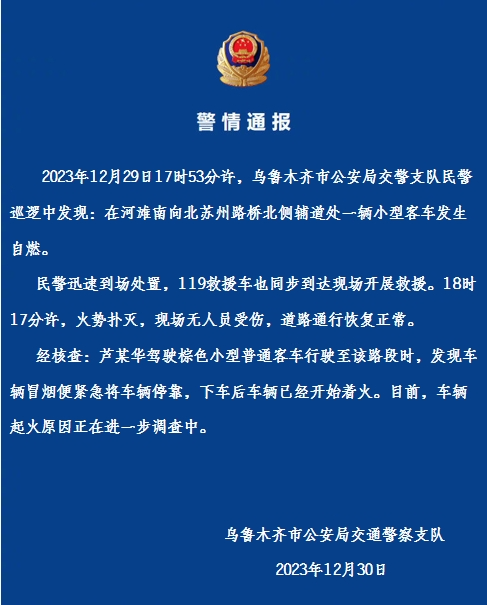 警情通报
2023年12月29日17时53分许，乌鲁木齐市公安局交警支队民警
巡逻中发现：在河滩南向北苏州路桥北侧辅道处一辆小型客车发生
自燃。
民警迅速到场处置，119救援车也同步到达现场开展救援。18时
17分许，火势扑灭，现场无人员受伤，道路通行恢复正常。
经核查：芦某华驾驶棕色小型普通客车行驶至该路段时，发现车
辆冒烟便紧急将车辆停靠，下车后车辆已经开始着火。目前，车辆
起火原因正在进一步调查中。
乌鲁木齐市公安局交通警察支队
2023年12月30日